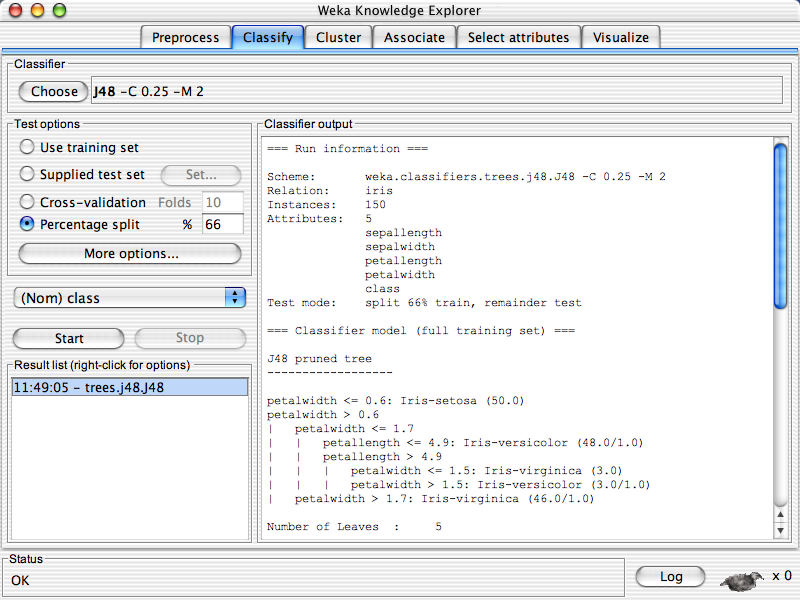 Weka Knowledge Explorer
Preprocess Classify Cluster Associate Select attributes Visualize
Classifier
Choose J48 -C 0.25 -M 2
Test options
Use training set
Supplied test set Set...
Cross-validation Folds 10
Percentage split % 66
More options...
(Nom) class
Start Stop
Result list (right-click for options)
11:49:05 - trees.j48.J48
Classifier output
=== Run information ===
Scheme: weka.classifiers.trees.j48.J48 -C 0.25 -M 2
Relation: iris
Instances: 150
Attributes: 5
sepallength
sepalwidth
petallength
petalwidth
class
Test mode: split 66% train, remainder test
=== Classifier model (full training set) ===
J48 pruned tree
------------------
petalwidth <= 0.6: Iris-setosa (50.0)
petalwidth > 0.6
| petalwidth <= 1.7
| | petallength <= 4.9: Iris-versicolor (48.0/1.0)
| | petallength > 4.9
| | | petalwidth <= 1.5: Iris-virginica (3.0)
| | | petalwidth > 1.5: Iris-versicolor (3.0/1.0)
| petalwidth > 1.7: Iris-virginica (46.0/1.0)
Number of Leaves : 5
Status
OK
Log x 0